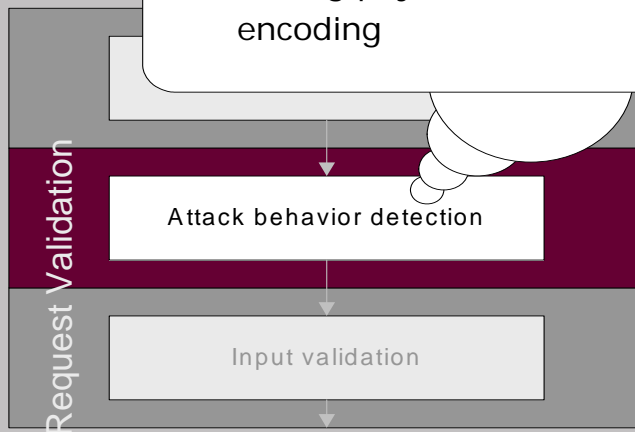 encoding
Attack behavior detection
Input validation
Request Validation